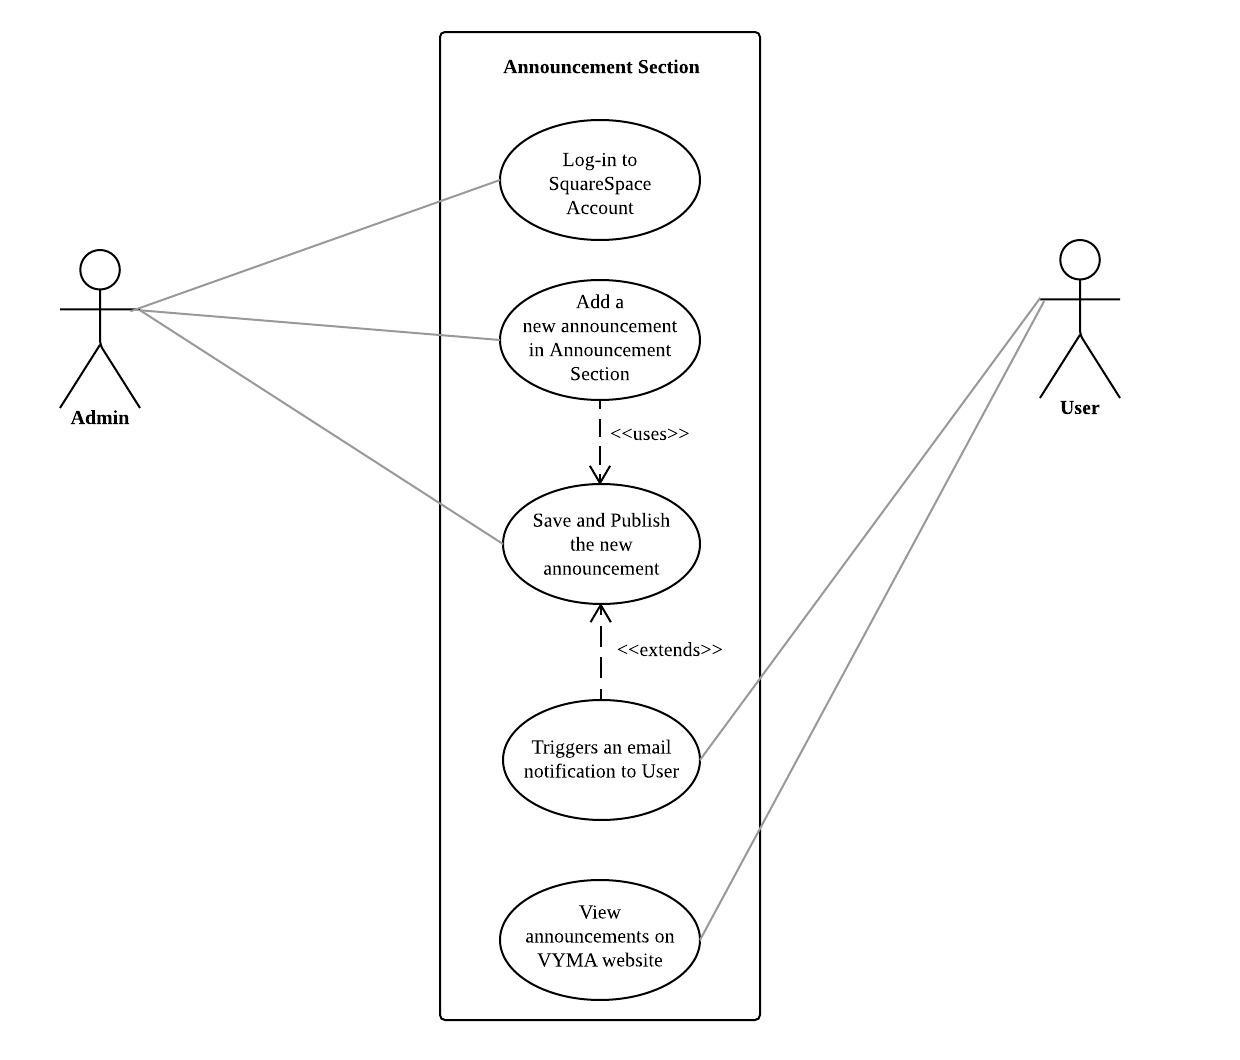 Announcement Section
Log-in to
SquareSpace
Account
Add a
new announcement
in Announcement
Section
Admin
User
<<uses>>
Save and Publish
the new
announcement
<<extends>>
Triggers an email
notification to User
View
announcements on
VYMA website